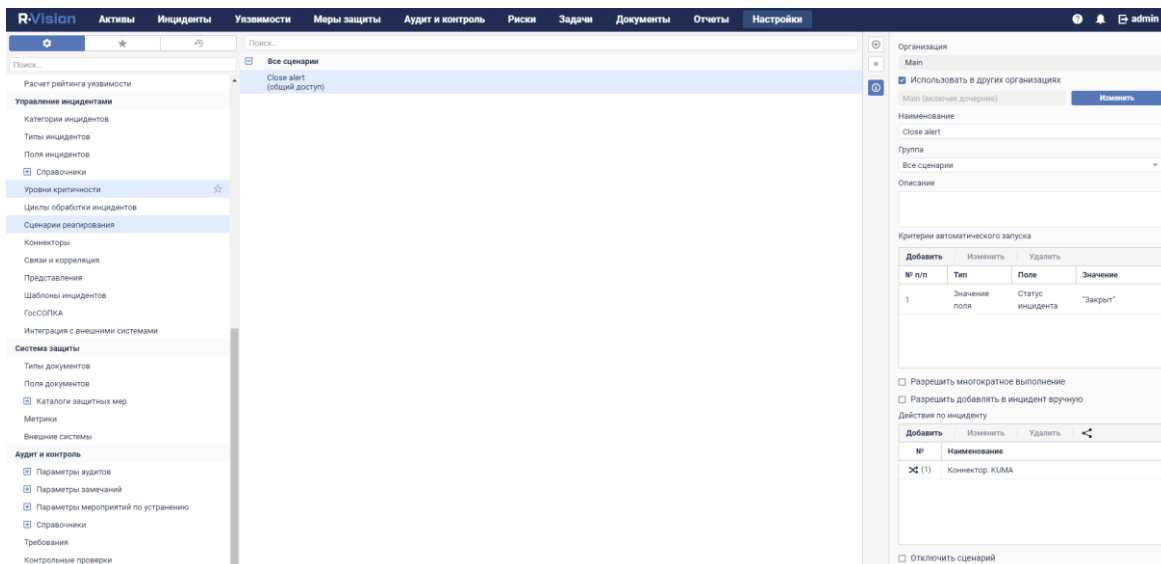 R·Vision Активы Инциденты Уязвимости Меры защиты Аудит и контроль Риски Задачи Документы Отчеты Настройки admin
Поиск...
Расчет рейтинга уязвимости
Управление инцидентами
Категории инцидентов
Типы инцидентов
Поля инцидентов
Справочники
Уровни критичности
Циклы обработки инцидентов
Сценарии реагирования
Коннекторы
Связи и корреляция
Представления
Шаблоны инцидентов
ГосСОПКА
Интеграция с внешними системами
Система защиты
Типы документов
Поля документов
Каталоги защитных мер
Метрики
Внешние системы
Аудит и контроль
Параметры аудитов
Параметры замечаний
Параметры мероприятий по устранению
Справочники
Требования
Контрольные проверки
Поиск...
Все сценарии
Close alert
(общий доступ)
Организация
Main
Использовать в других организациях
Main (включая дочерние) Изменить
Наименование
Close alert
Группа
Все сценарии
Описание
Критерии автоматического запуска
Добавить Изменить Удалить
№ п/п Тип Поле Значение
1 Значение поля Статус инцидента "Закрыт"
Разрешить многократное выполнение
Разрешить добавлять в инцидент вручную
Действия по инциденту
Добавить Изменить Удалить
№ Наименование
(1) Коннектор: KUMA
Отключить сценарий